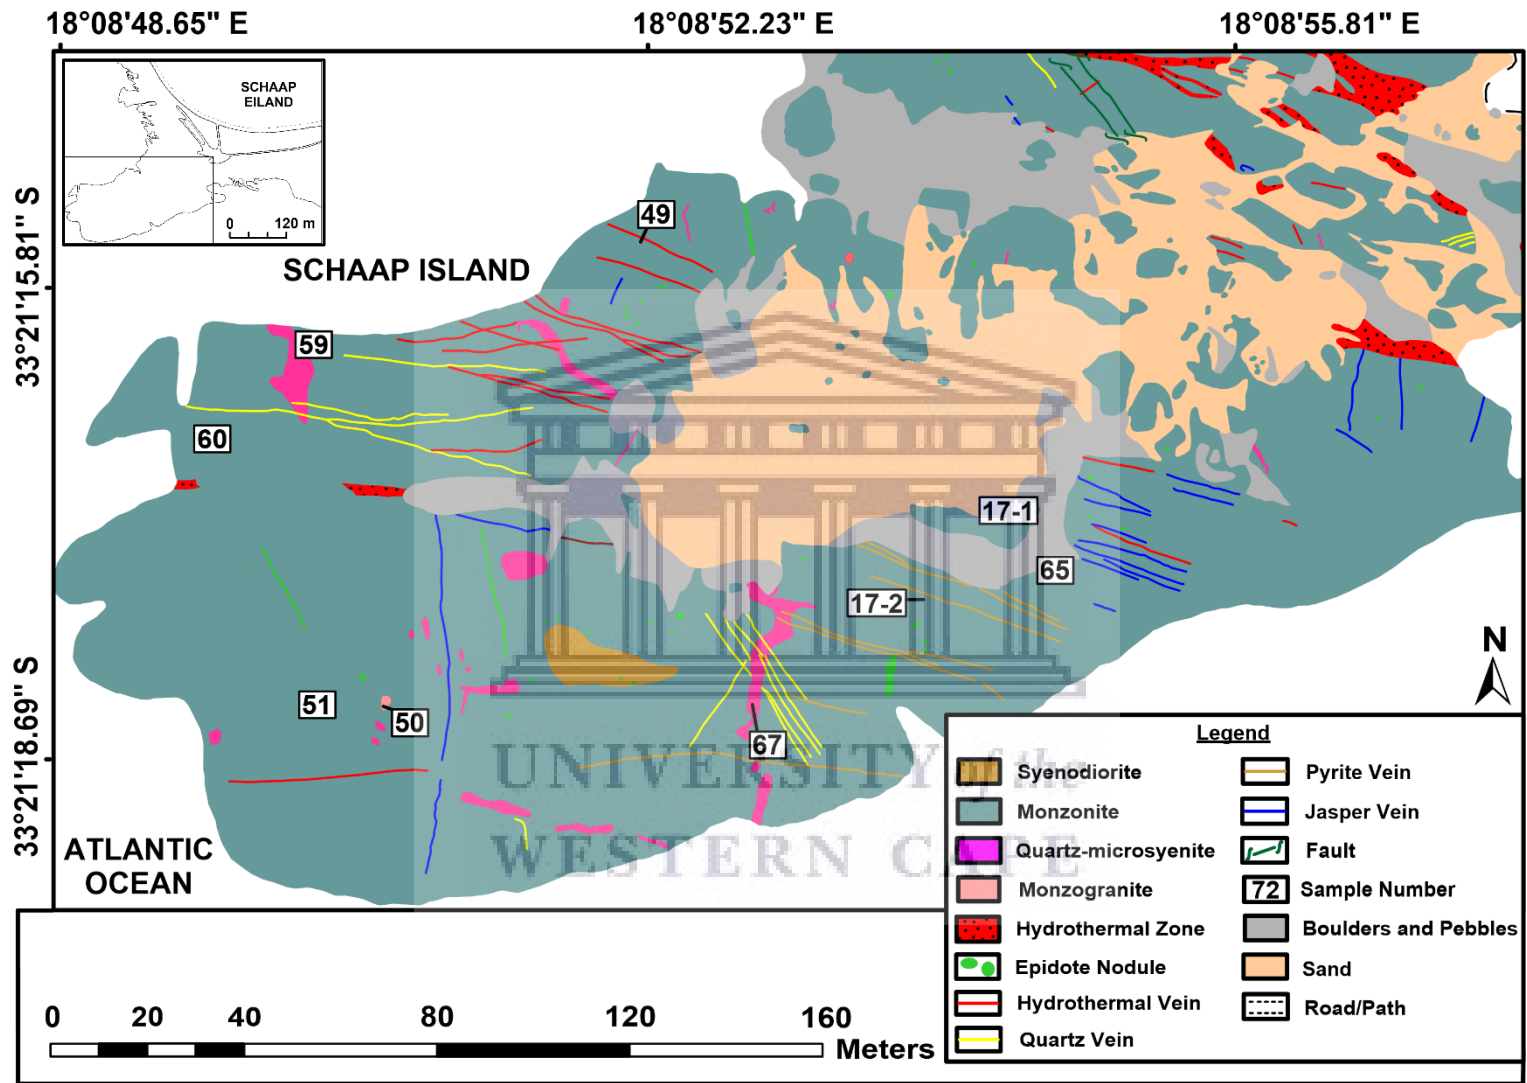 18°08'48.65" E
18°08'52.23" E
18°08'55.81" E
SCHAAP
EILAND
0 120 m
33°21'15.81" S
33°21'18.69" S
SCHAAP ISLAND
49
59
60
17-1
65
17-2
51
50
67
N
ATLANTIC
OCEAN
UNIVERSITY of the
WESTERN CAPE
Legend
Syenodiorite
Monzonite
Quartz-microsyenite
Monzogranite
Hydrothermal Zone
Epidote Nodule
Hydrothermal Vein
Quartz Vein
Pyrite Vein
Jasper Vein
Fault
72 Sample Number
Boulders and Pebbles
Sand
Road/Path
0 20 40 80 120 160
Meters